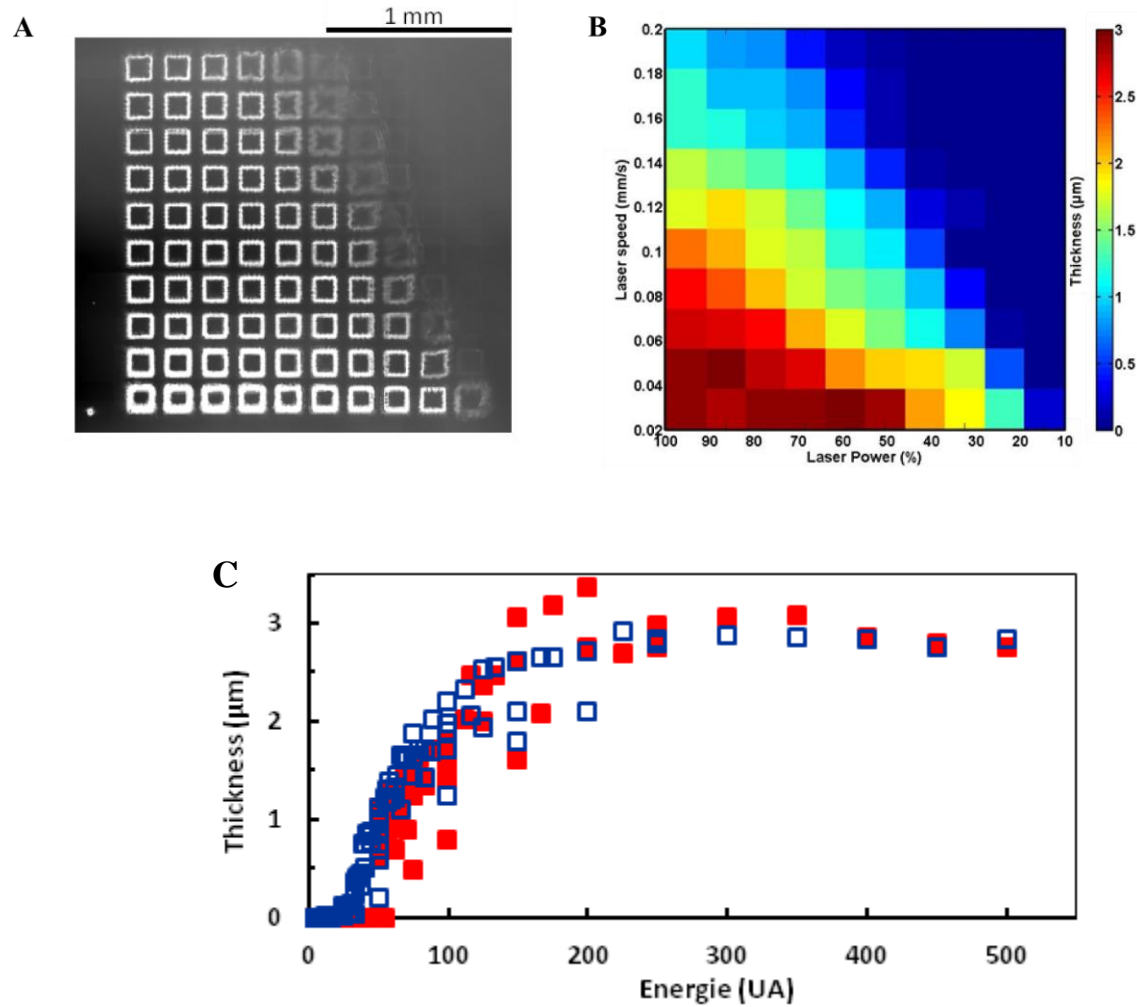 A
1 mm
B
0.2
0.18
0.16
0.14
0.12
0.1
0.08
0.06
0.04
0.02
Laser speed (mm/s)
100 90 80 70 60 50 40 30 20 10
Laser Power (%)
3
2.5
2
1.5
1
0.5
0
Thickness (µm)
C
3
2
1
0
Thickness (µm)
0 100 200 300 400 500
Energie (UA)